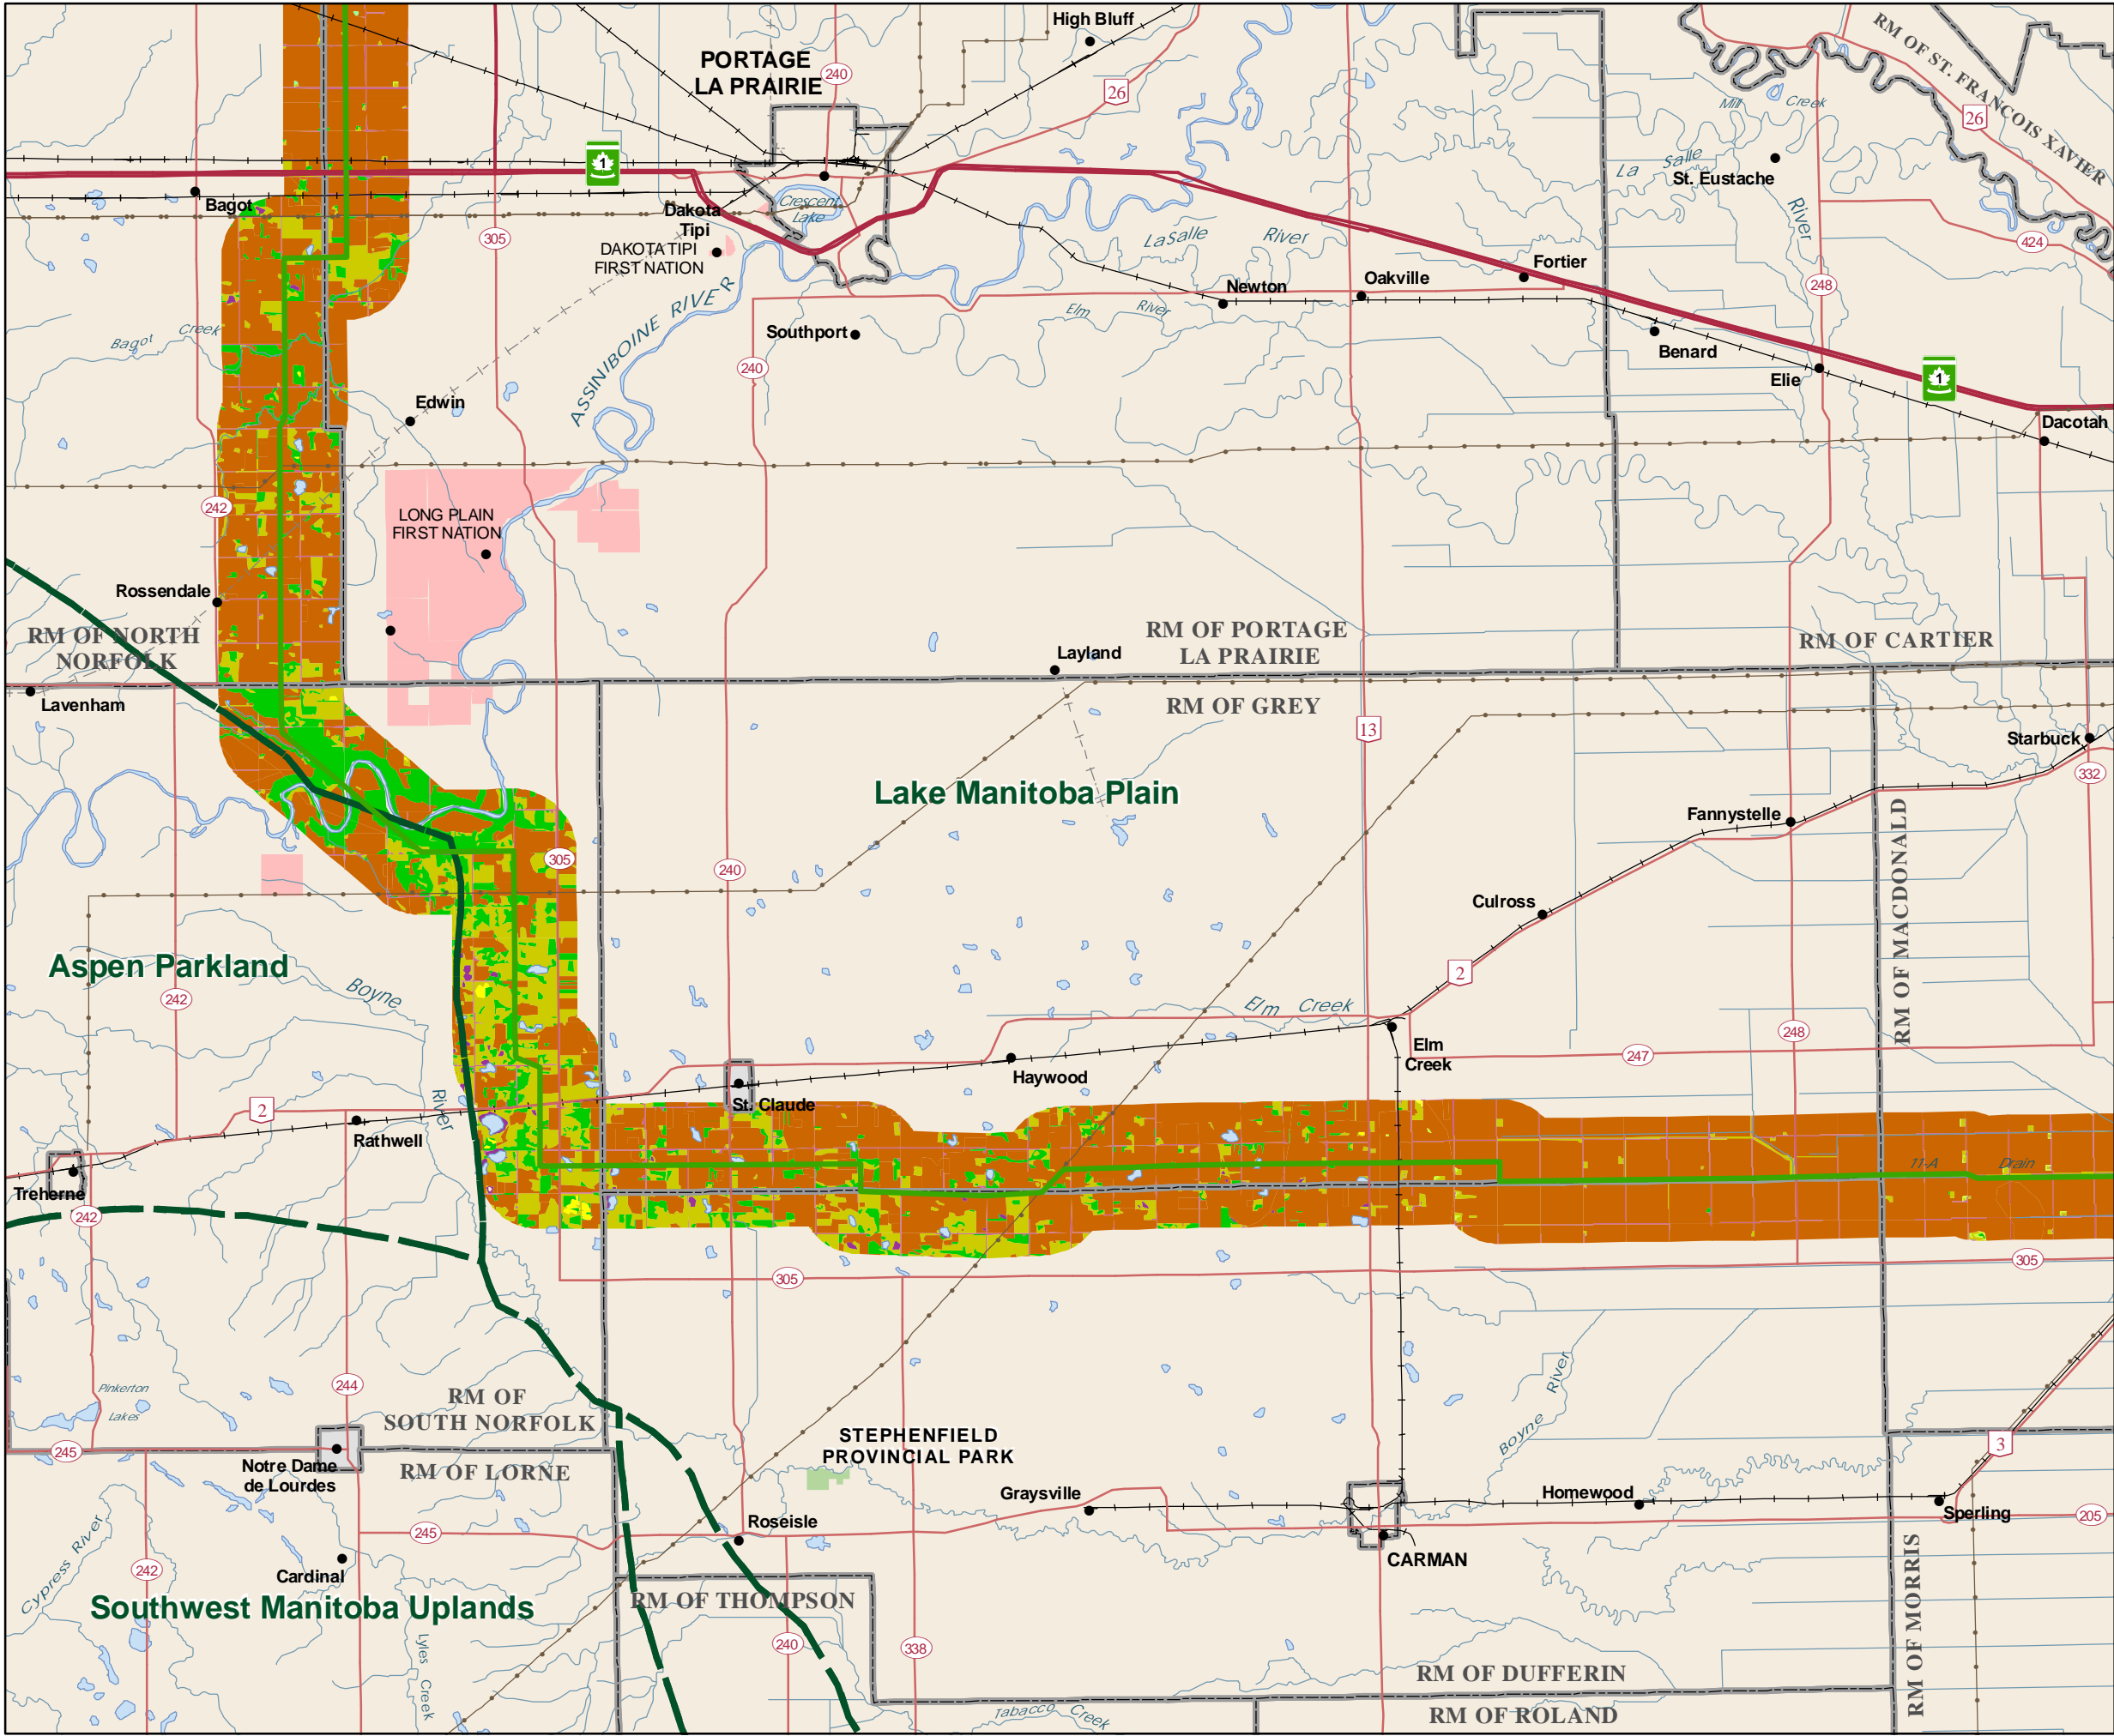 High Bluff
PORTAGE
LA PRAIRIE
240
26
RM OF ST. FRANCOIS XAVIER
26
Mill Creek
La Salle River
St. Eustache
1
Bagot
305
Dakota
Tipi
DAKOTA TIPI
FIRST NATION
Crescent
Lake
LaSalle River
424
Fortier
Oakville
Newton
248
Elm River
Southport
Bagot Creek
ASSINIBOINE RIVER
240
Benard
Elie
1
Edwin
Dacotah
242
LONG PLAIN
FIRST NATION
Rossendale
RM OF NORTH
NORFOLK
RM OF PORTAGE
LA PRAIRIE
RM OF CARTIER
Layland
Lavenham
RM OF GREY
13
Starbuck
332
Lake Manitoba Plain
Fannystelle
305
240
RM OF MACDONALD
Culross
Aspen Parkland
242
Boyne River
2
Elm Creek
248
Elm
Creek
247
Haywood
St. Claude
2
Rathwell
11-A Drain
Treherne
242
305
305
Pinkerton
Lakes
244
RM OF
SOUTH NORFOLK
Boyne River
245
STEPHENFIELD
PROVINCIAL PARK
3
Notre Dame
de Lourdes
RM OF LORNE
Graysville
Homewood
Sperling
205
Roseisle
245
Cypress River
242
Cardinal
CARMAN
Southwest Manitoba Uplands
RM OF THOMPSON
RM OF MORRIS
Lyles Creek
240
338
RM OF DUFFERIN
Tabacco Creek
RM OF ROLAND